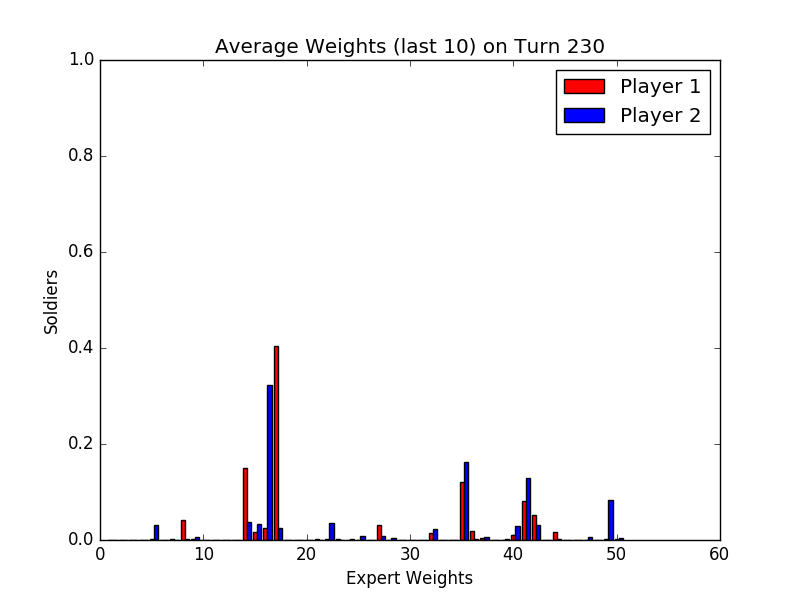 Average Weights (last 10) on Turn 230
1.0
Player 1
Player 2
0.8
0.6
Soldiers
0.4
0.2
0.0
0 10 20 30 40 50 60
Expert Weights